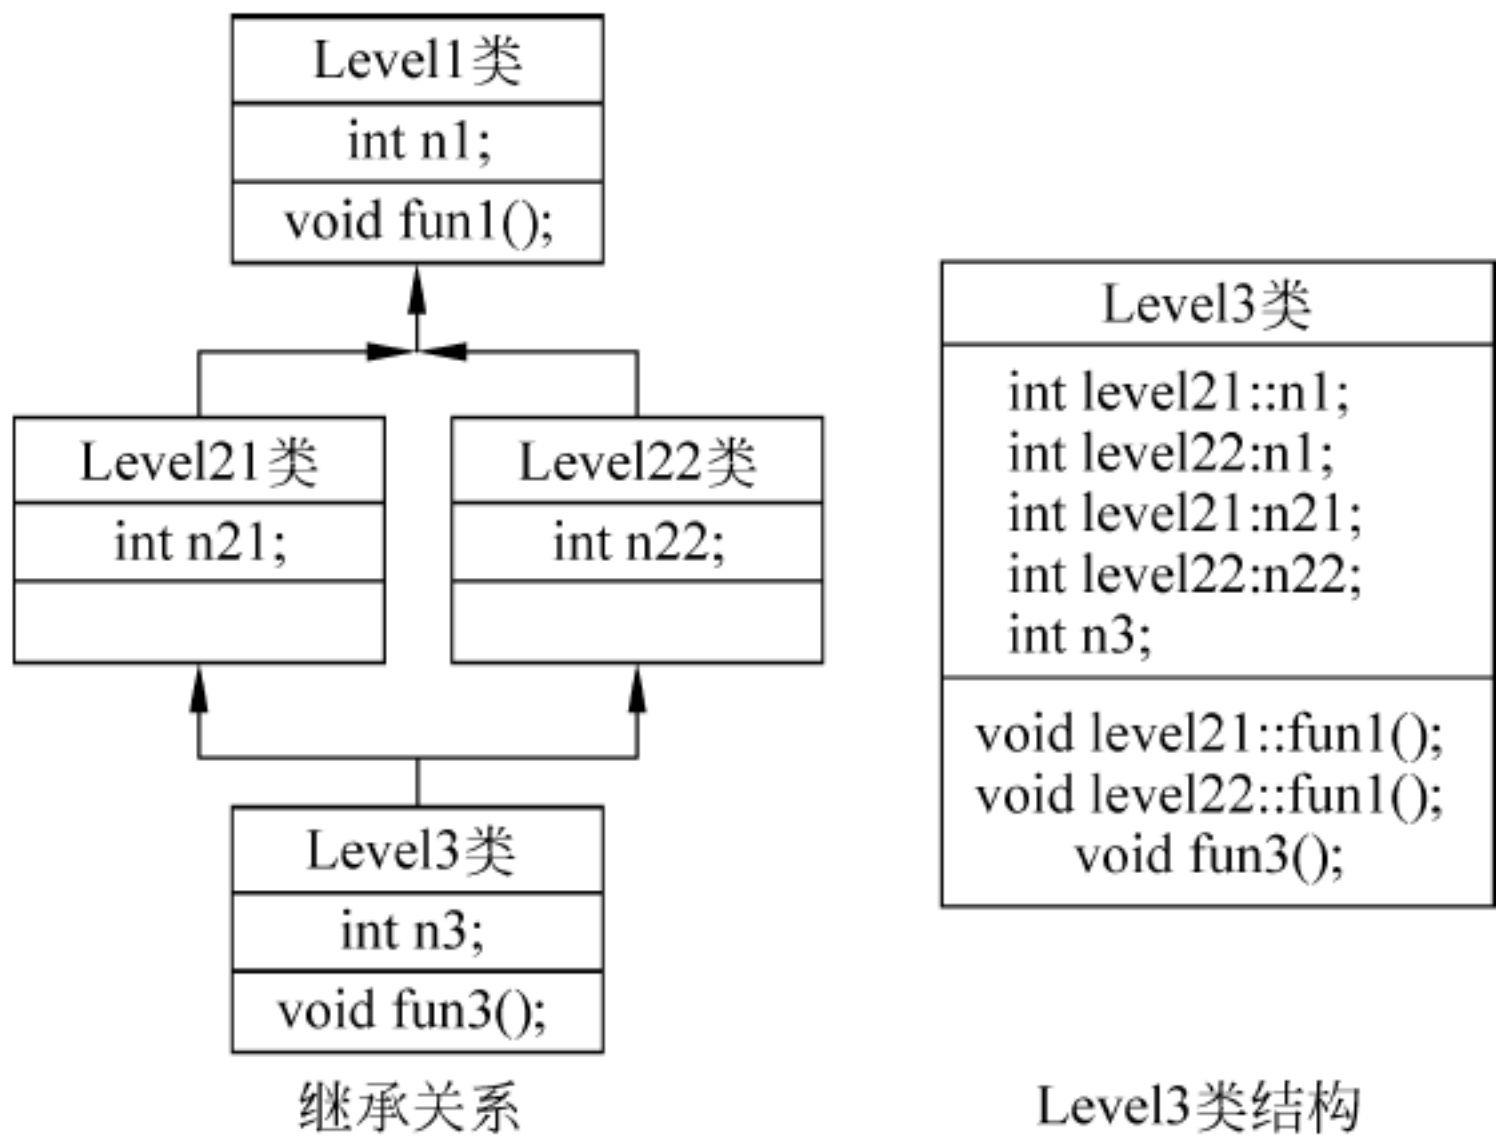 Level1类
int n1;
void fun1();
Level21类
int n21;
Level22类
int n22;
Level3类
int n3;
void fun3();
继承关系
Level3类
int level21::n1;
int level22:n1;
int level21:n21;
int level22:n22;
int n3;
void level21::fun1();
void level22::fun1();
void fun3();
Level3类结构